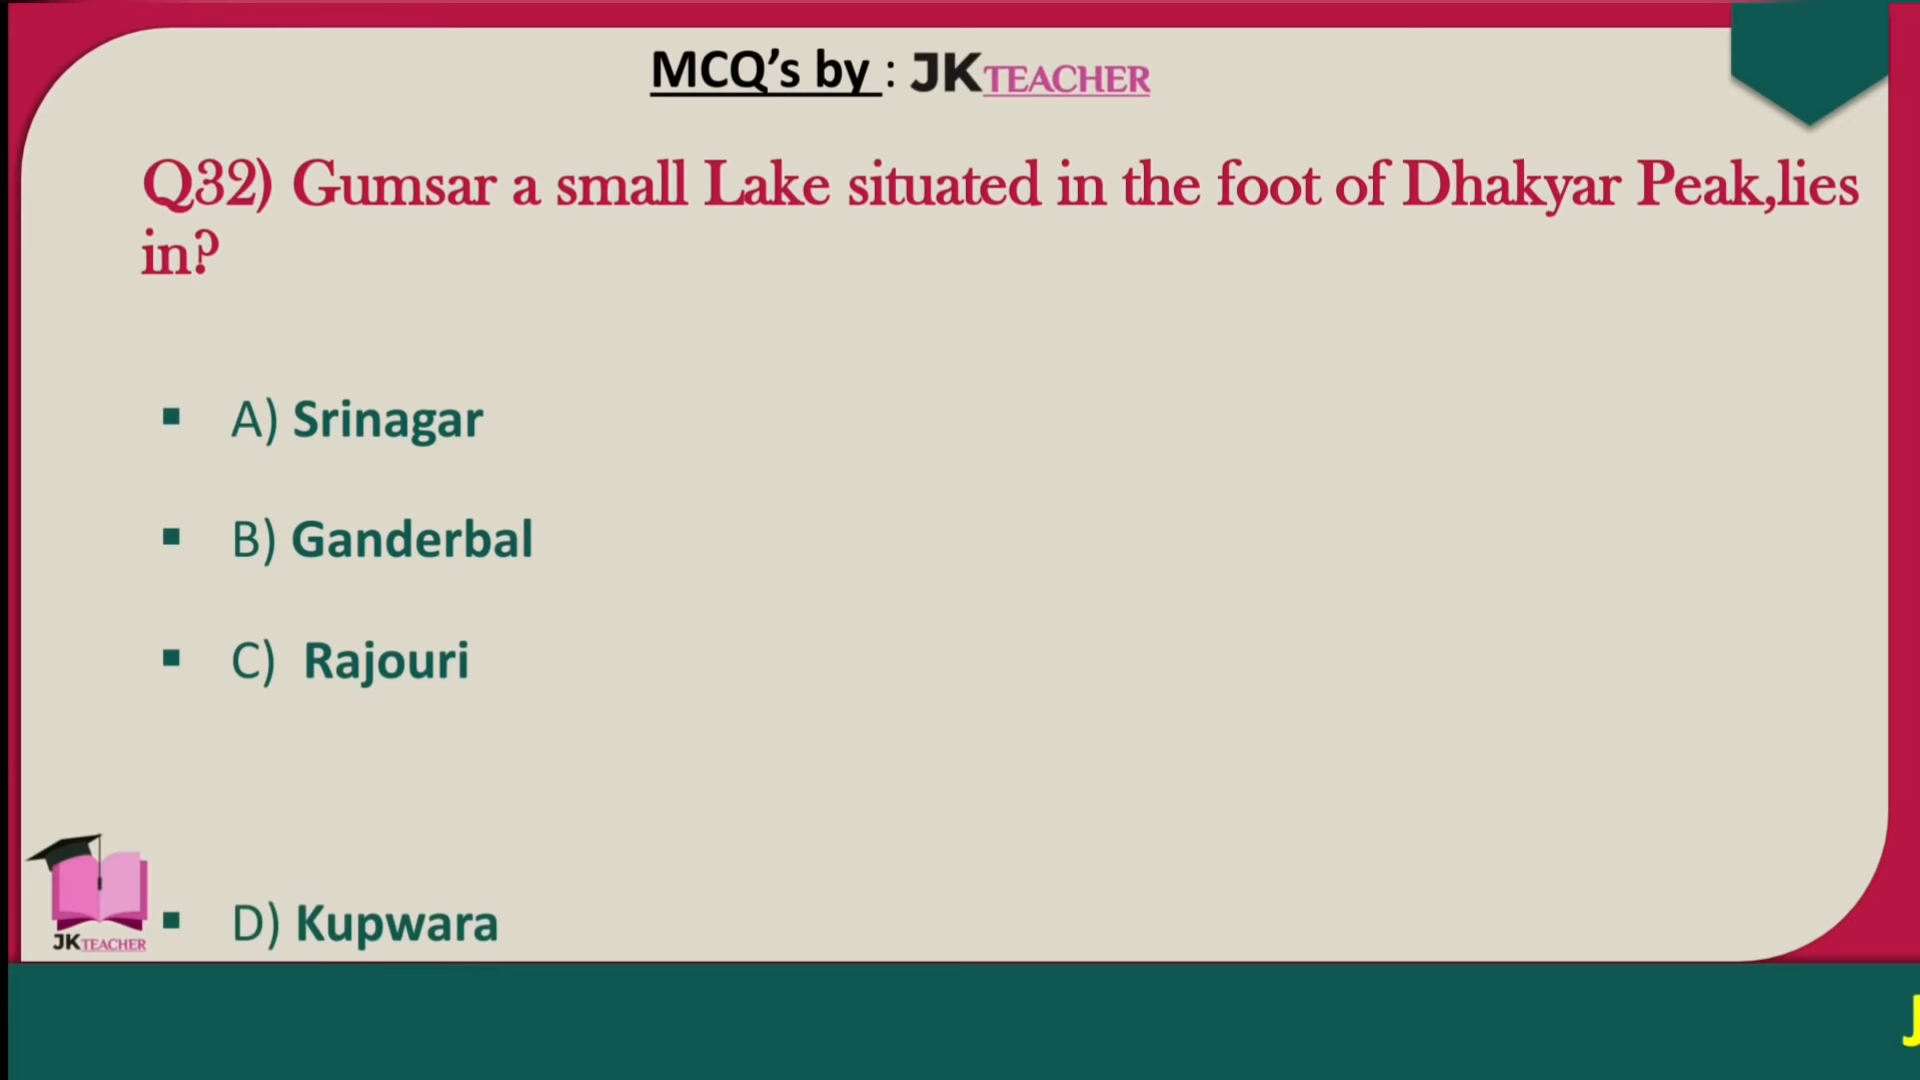 MCQ’s by : JKTEACHER
Q32) Gumsar a small Lake situated in the foot of Dhakyar Peak,lies
in?
▪ A) Srinagar
▪ B) Ganderbal
▪ C) Rajouri
▪ D) Kupwara
JKTEACHER
J